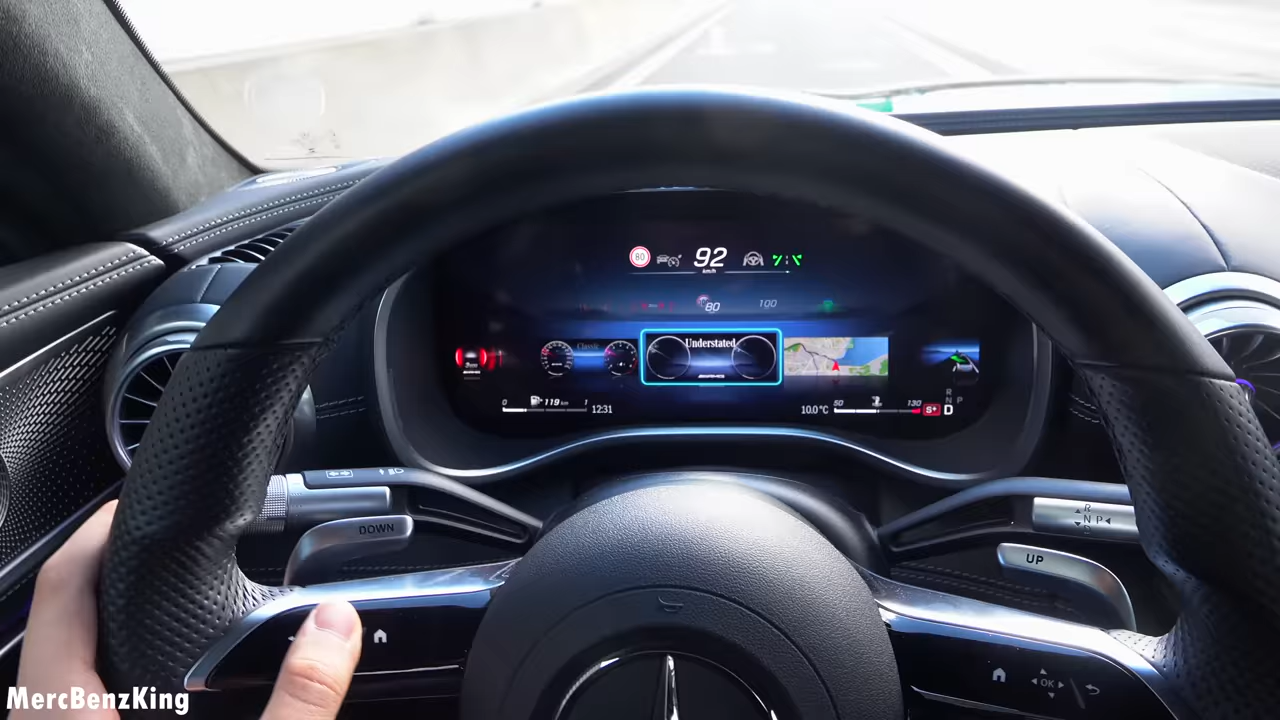 80 92
km/h
80 100
Classic Understated
0 119 km 1 12:31 10.0°C 50 130 S+
R
N P
D
DOWN
R
N P
D
UP
OK
MercBenzKing